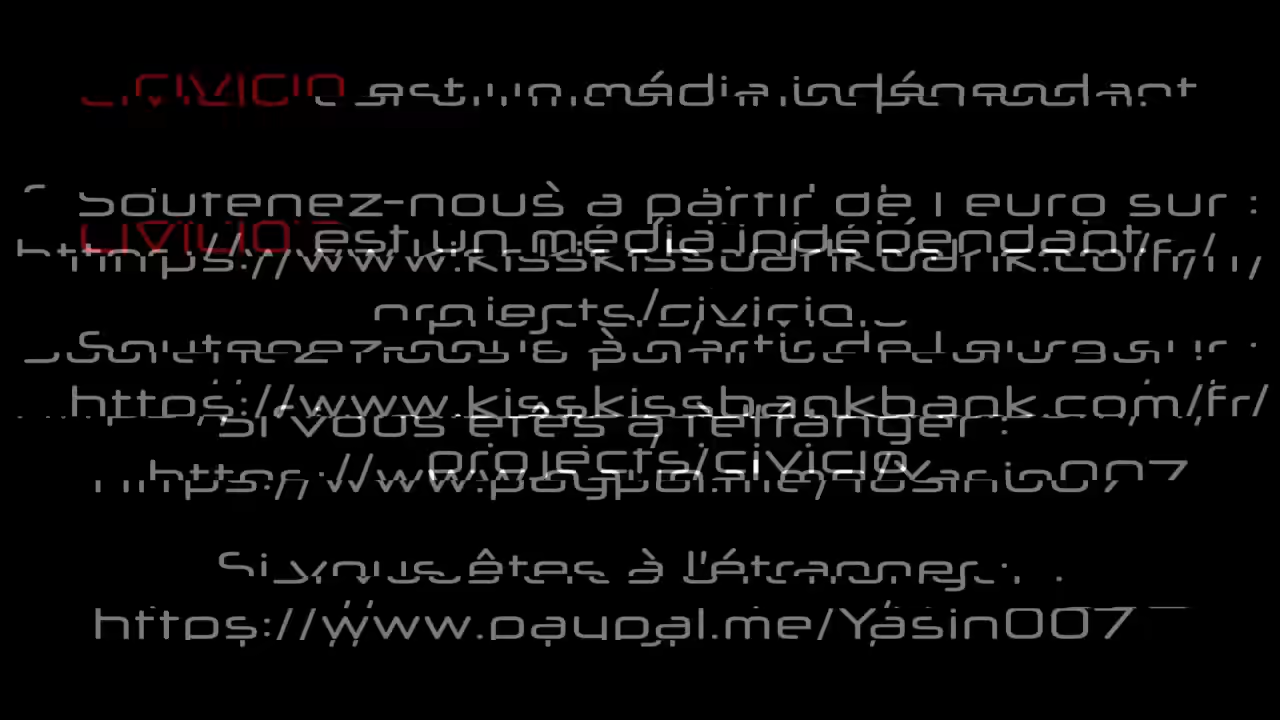 CIVICIO est un média indépendant
Soutenez-nous à partir de 1 euro sur :
https://www.kisskissbankbank.com/fr/
projects/civicio
Si vous êtes à l'étranger :
https://www.paypal.me/Yasin007